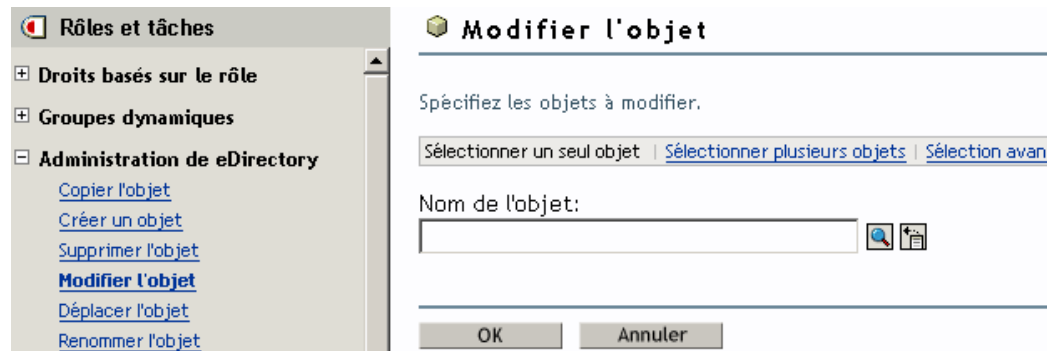 Rôles et tâches
Droits basés sur le rôle
Groupes dynamiques
Administration de eDirectory
Copier l'objet
Créer un objet
Supprimer l'objet
Modifier l'objet
Déplacer l'objet
Renommer l'objet
Modifier l'objet
Spécifiez les objets à modifier.
Sélectionner un seul objet | Sélectionner plusieurs objets | Sélection avan
Nom de l'objet:
OK Annuler